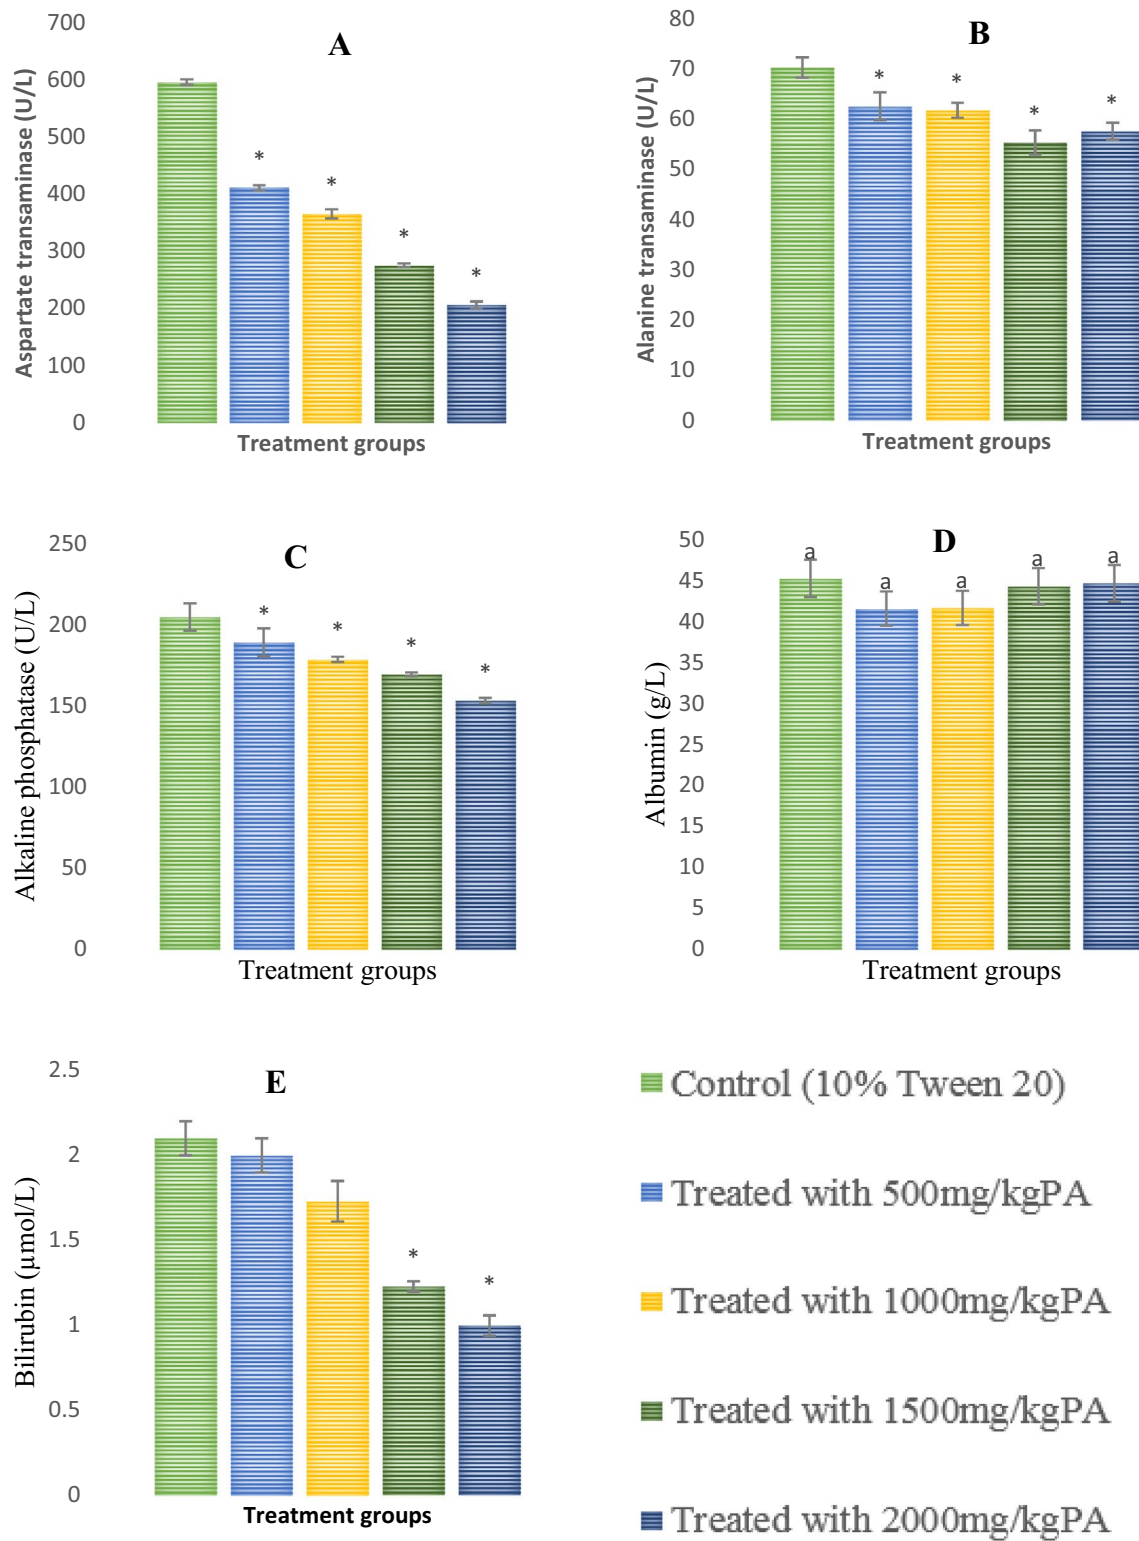 A
Aspartate transaminase (U/L)
700
600
500
400
300
200
100
0
*
*
*
*
Treatment groups
B
Alanine transaminase (U/L)
80
70
60
50
40
30
20
10
0
*
*
*
*
Treatment groups
C
Alkaline phosphatase (U/L)
250
200
150
100
50
0
*
*
*
*
Treatment groups
D
Albumin (g/L)
50
45
40
35
30
25
20
15
10
5
0
a
a
a
a
a
Treatment groups
E
Bilirubin (µmol/L)
2.5
2
1.5
1
0.5
0
*
*
Treatment groups
Control (10% Tween 20)
Treated with 500mg/kgPA
Treated with 1000mg/kgPA
Treated with 1500mg/kgPA
Treated with 2000mg/kgPA